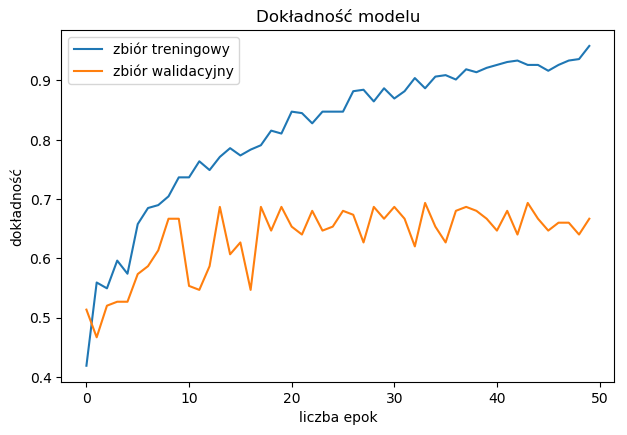 Dokładność modelu
zbiór treningowy
zbiór walidacyjny
dokładność
0.9
0.8
0.7
0.6
0.5
0.4
0 10 20 30 40 50
liczba epok